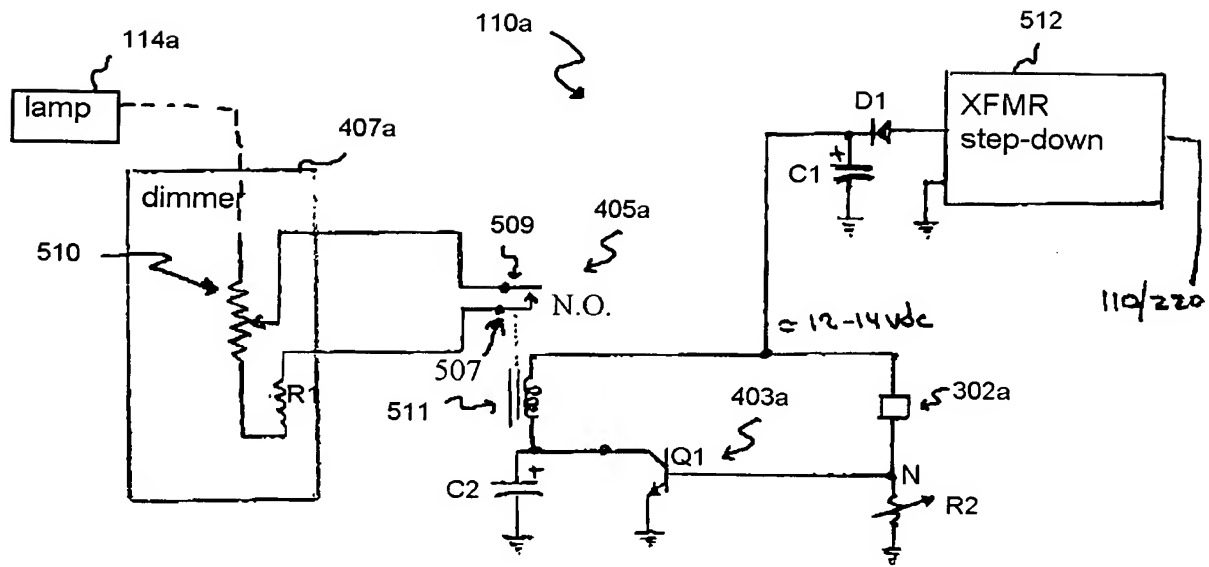 114a
110a
512
lamp
407a
D1
XFMR
step-down
dimmer
C1
+
510
509
405a
N.O.
110/220
≈ 12-14 vdc
507
R1
511
403a
302a
Q1
N
C2
+
R2